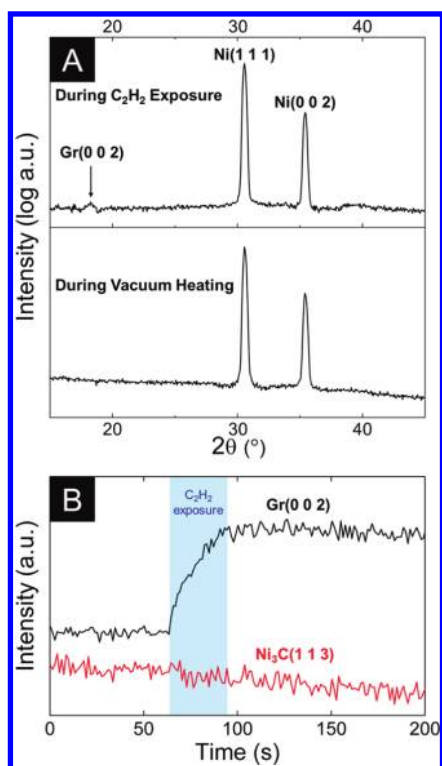 20 30 40
A
Ni(1 1 1)
During C₂H₂ Exposure
Ni(0 0 2)
Gr(0 0 2)
Intensity (log a.u.)
During Vacuum Heating
20 30 40
2θ (°)
B
C₂H₂
exposure
Gr(0 0 2)
Intensity (a.u.)
Ni₃C(1 1 3)
0 50 100 150 200
Time (s)